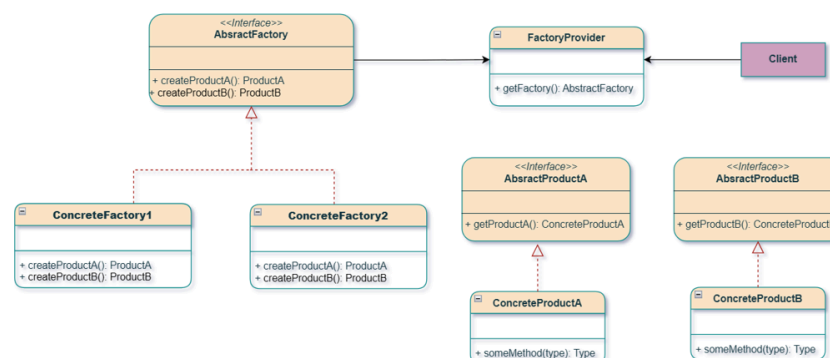 <<Interface>>
AbsractFactory
+ createProductA(): ProductA
+ createProductB(): ProductB
FactoryProvider
+ getFactory(): AbstractFactory
Client
ConcreteFactory1
+ createProductA(): ProductA
+ createProductB(): ProductB
ConcreteFactory2
+ createProductA(): ProductA
+ createProductB(): ProductB
<<Interface>>
AbsractProductA
+ getProductA(): ConcreteProductA
<<Interface>>
AbsractProductB
+ getProductB(): ConcreteProduct
ConcreteProductA
+ someMethod(type): Type
ConcreteProductB
+ someMethod(type): Type